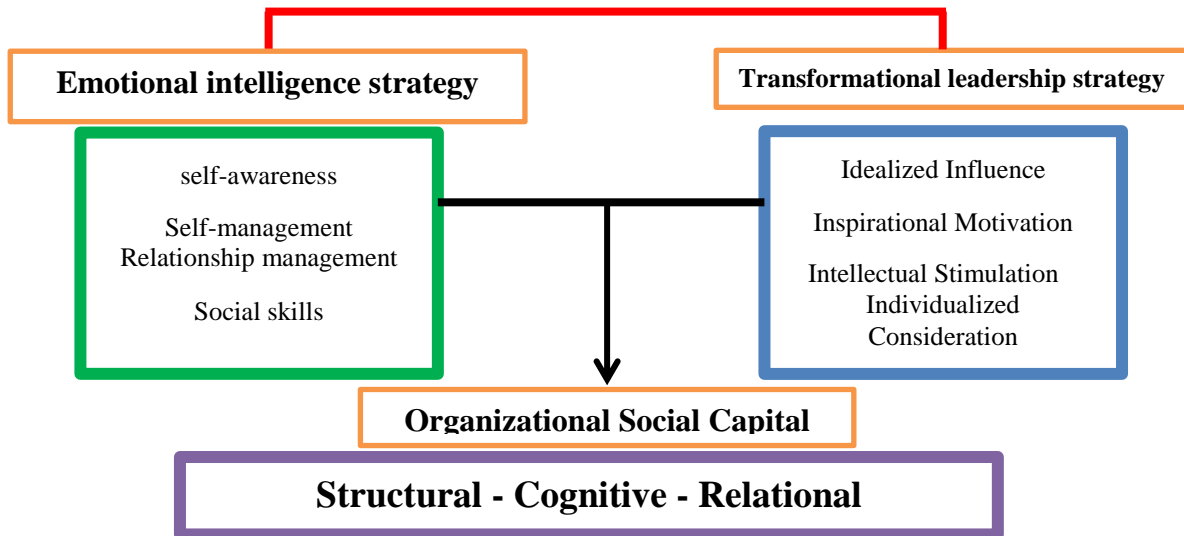 Emotional intelligence strategy
Transformational leadership strategy
self-awareness
Self-management
Relationship management
Social skills
Idealized Influence
Inspirational Motivation
Intellectual Stimulation
Individualized
Consideration
Organizational Social Capital
Structural - Cognitive - Relational